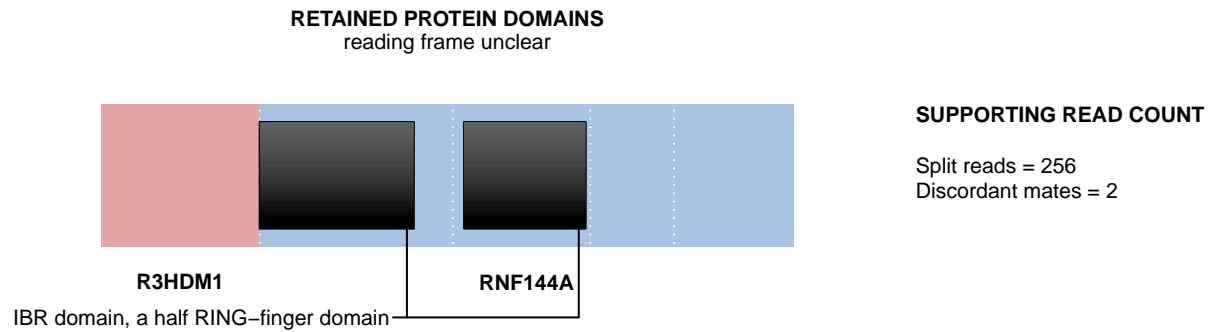 RETAINED PROTEIN DOMAINS
reading frame unclear
SUPPORTING READ COUNT
Split reads = 256
Discordant mates = 2
R3HDM1
RNF144A
IBR domain, a half RING−finger domain